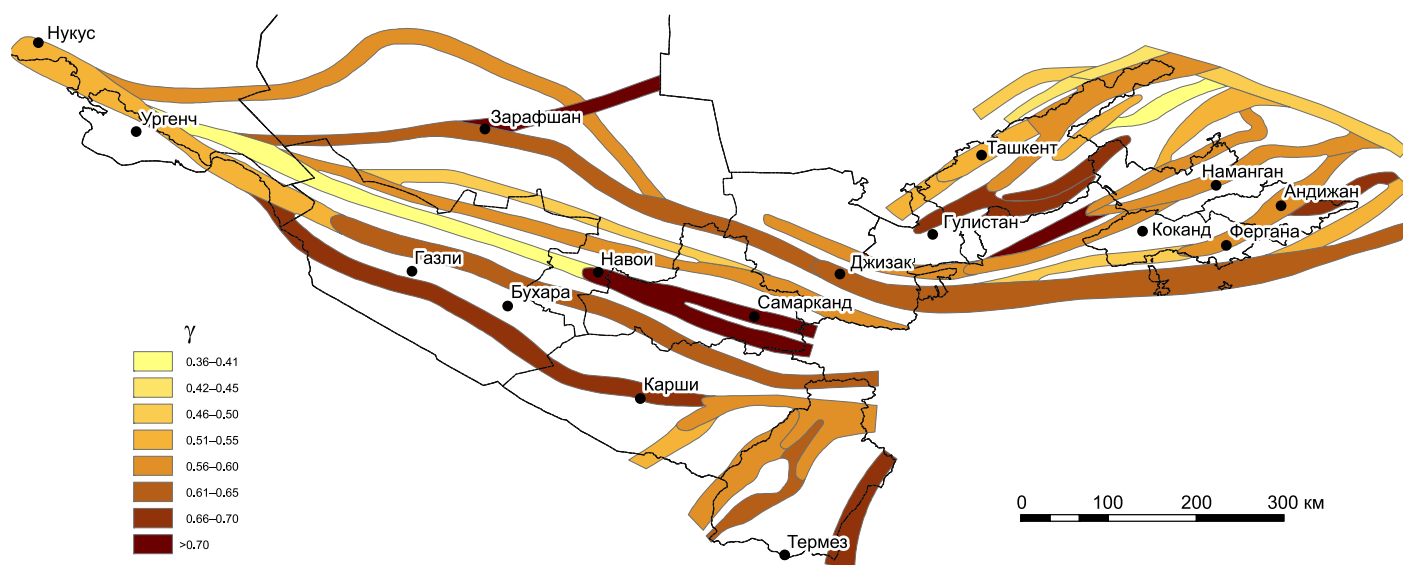 Нукус
Ургенч
Зарафшан
Ташкент
Наманган
Андижан
Гулистан
Коканд
Фергана
Газли
Навои
Джизак
Бухара
Самарканд
Карши
Термез
γ
0.36–0.41
0.42–0.45
0.46–0.50
0.51–0.55
0.56–0.60
0.61–0.65
0.66–0.70
>0.70
0 100 200 300 км